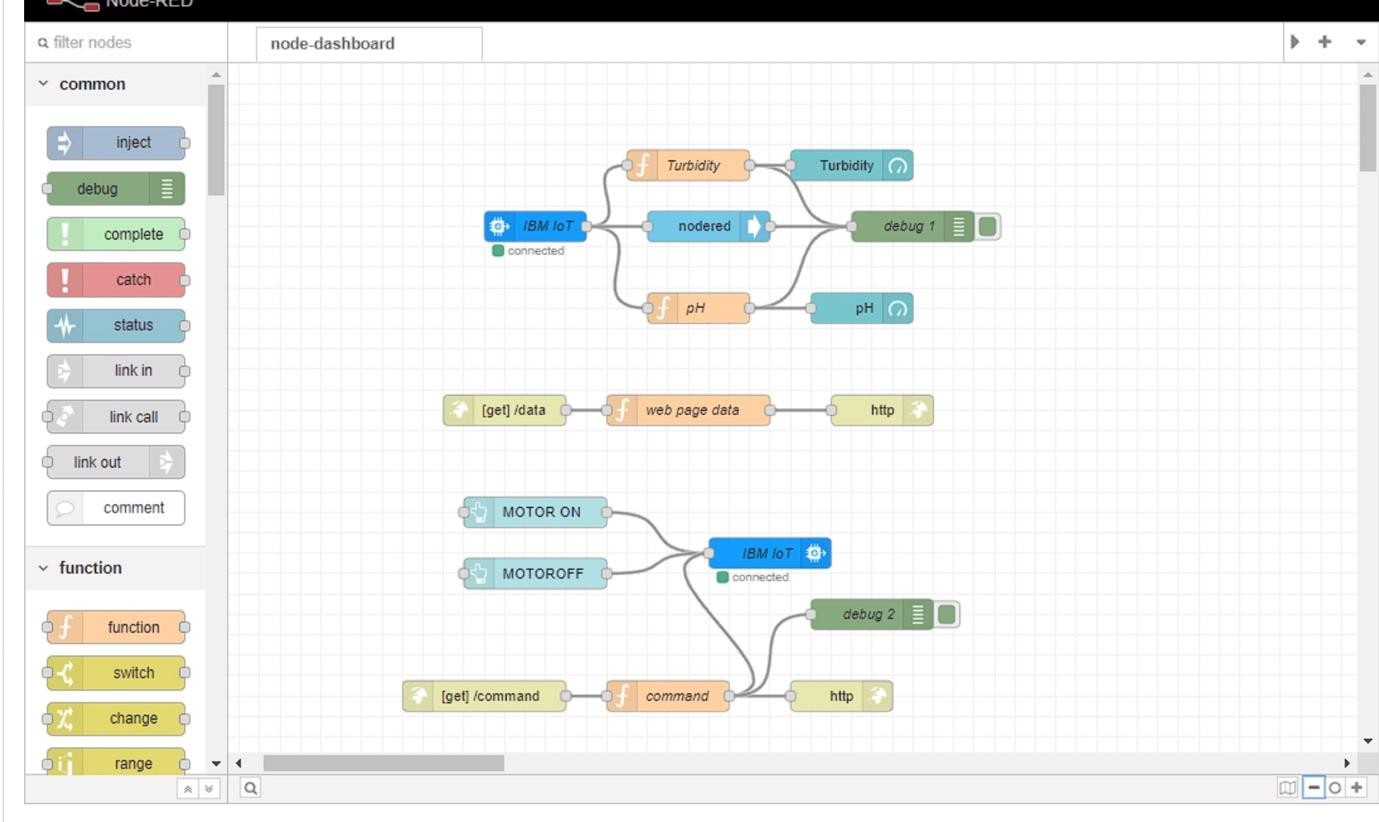 Node-RED
filter nodes
node-dashboard
common
inject
debug
complete
catch
status
link in
link call
link out
comment
function
function
switch
change
range
Turbidity
Turbidity
IBM IoT
connected
nodered
debug 1
pH
pH
[get] /data
web page data
http
MOTOR ON
MOTOROFF
IBM IoT
connected
debug 2
[get] /command
command
http